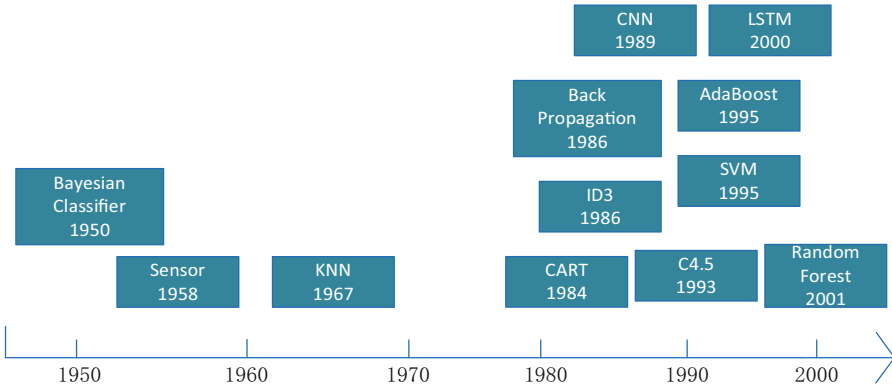 CNN
1989
LSTM
2000
Back
Propagation
1986
AdaBoost
1995
Bayesian
Classifier
1950
ID3
1986
SVM
1995
Sensor
1958
KNN
1967
CART
1984
C4.5
1993
Random
Forest
2001
1950
1960
1970
1980
1990
2000